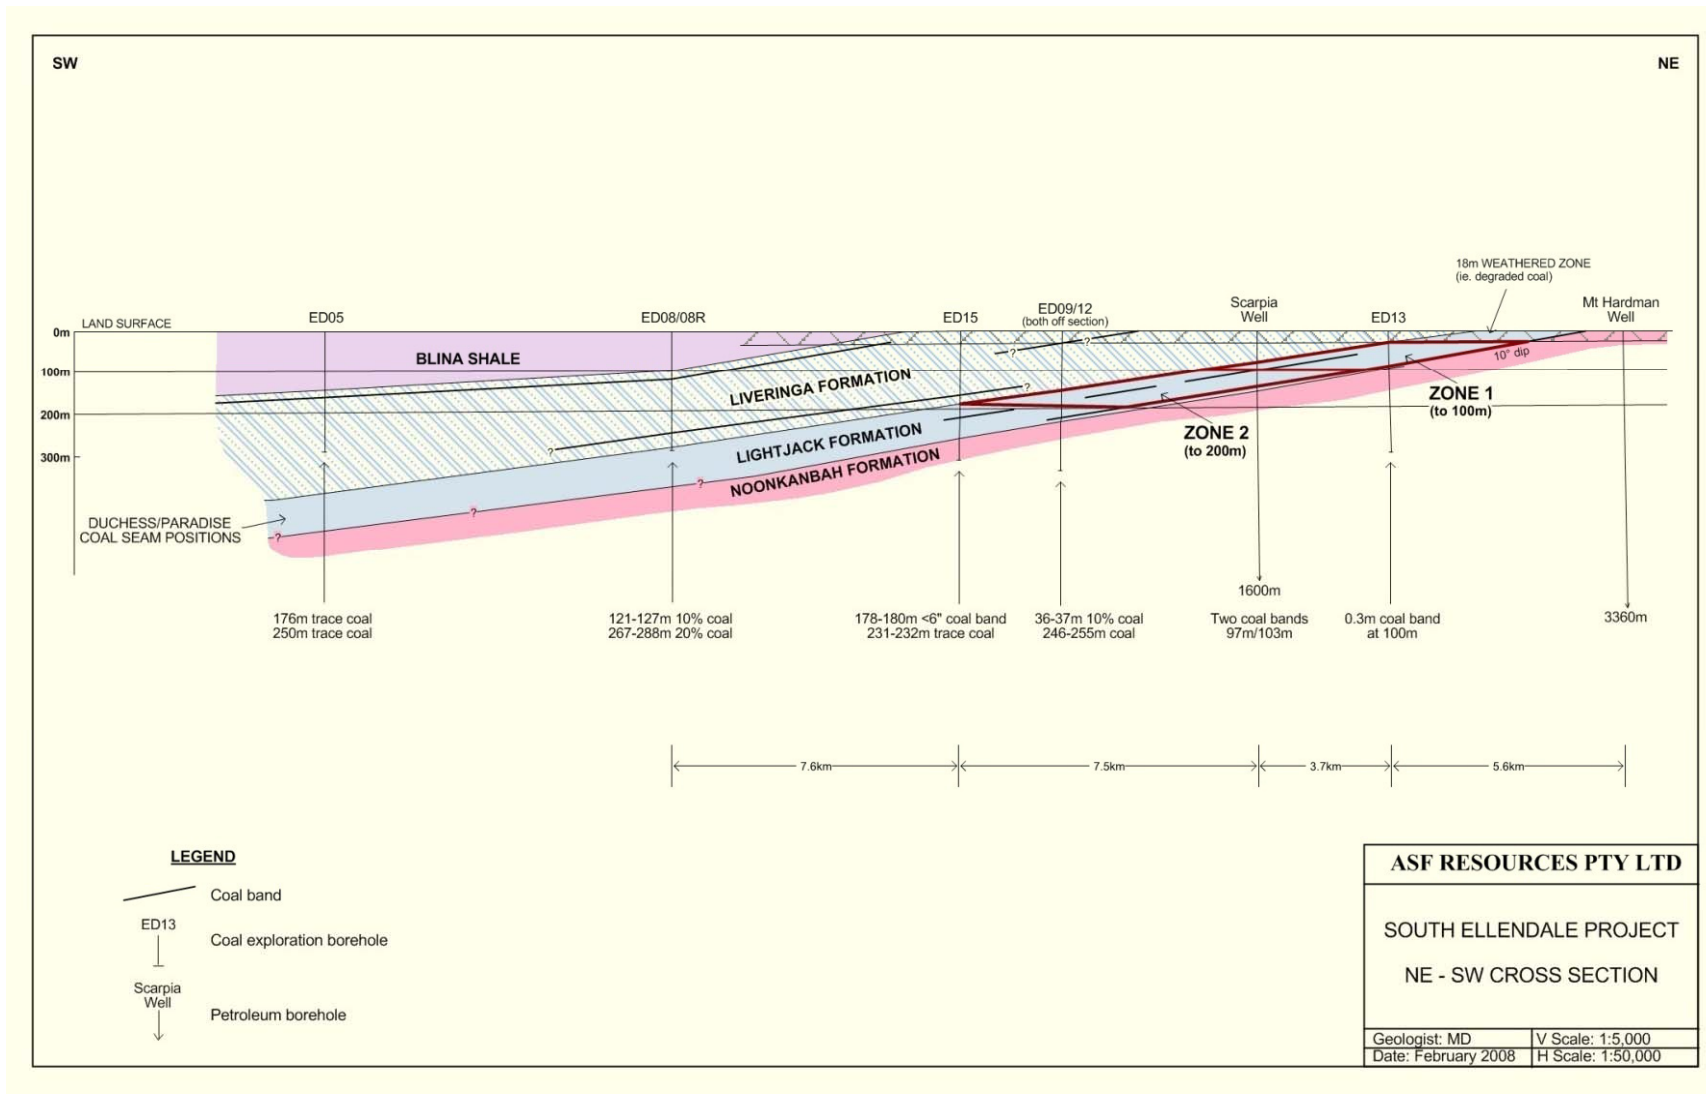 SW
NE
18m WEATHERED ZONE
(ie. degraded coal)
LAND SURFACE
ED05
ED08/08R
ED15
ED09/12
(both off section)
Scarpia
Well
ED13
Mt Hardman
Well
0m
100m
200m
300m
BLINA SHALE
LIVERINGA FORMATION
LIGHTJACK FORMATION
NOONKANBAH FORMATION
?
?
?
?
?
?
?
10° dip
ZONE 1
(to 100m)
ZONE 2
(to 200m)
DUCHESS/PARADISE
COAL SEAM POSITIONS
176m trace coal
250m trace coal
121-127m 10% coal
267-288m 20% coal
178-180m <6" coal band
231-232m trace coal
36-37m 10% coal
246-255m coal
1600m
Two coal bands
97m/103m
0.3m coal band
at 100m
3360m
7.6km
7.5km
3.7km
5.6km
LEGEND
Coal band
ED13
Coal exploration borehole
Scarpia
Well
Petroleum borehole
ASF RESOURCES PTY LTD
SOUTH ELLENDALE PROJECT
NE - SW CROSS SECTION
Geologist: MD
V Scale: 1:5,000
Date: February 2008
H Scale: 1:50,000